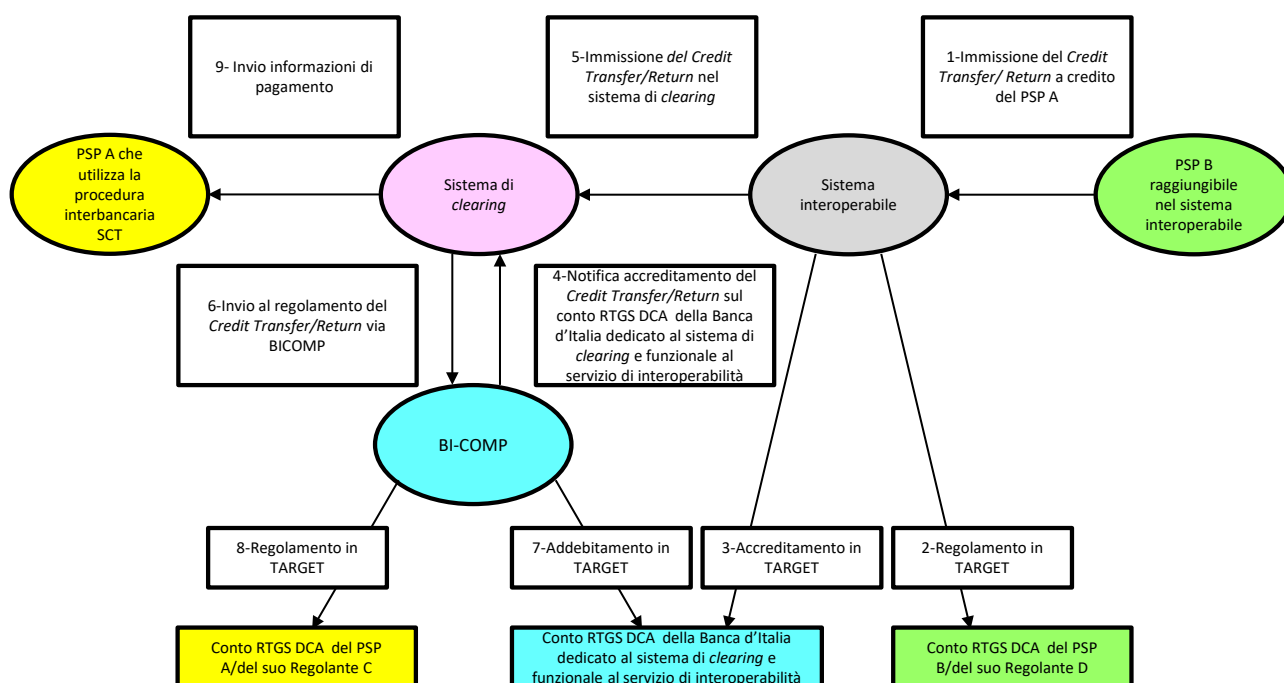 9- Invio informazioni di
pagamento
5-Immissione del Credit
Transfer/Return nel
sistema di clearing
1-Immissione del Credit
Transfer/ Return a credito
del PSP A
PSP A che
utilizza la
procedura
interbancaria
SCT
Sistema di
clearing
Sistema
interoperabile
PSP B
raggiungibile
nel sistema
interoperabile
6-Invio al regolamento del
Credit Transfer/Return via
BICOMP
4-Notifica accreditamento del
Credit Transfer/Return sul
conto RTGS DCA della Banca
d'Italia dedicato al sistema di
clearing e funzionale al
servizio di interoperabilità
BI-COMP
8-Regolamento in
TARGET
7-Addebitamento in
TARGET
3-Accreditamento in
TARGET
2-Regolamento in
TARGET
Conto RTGS DCA del PSP
A/del suo Regolante C
Conto RTGS DCA della Banca d'Italia
dedicato al sistema di clearing e
funzionale al servizio di interoperabilità
Conto RTGS DCA del PSP
B/del suo Regolante D